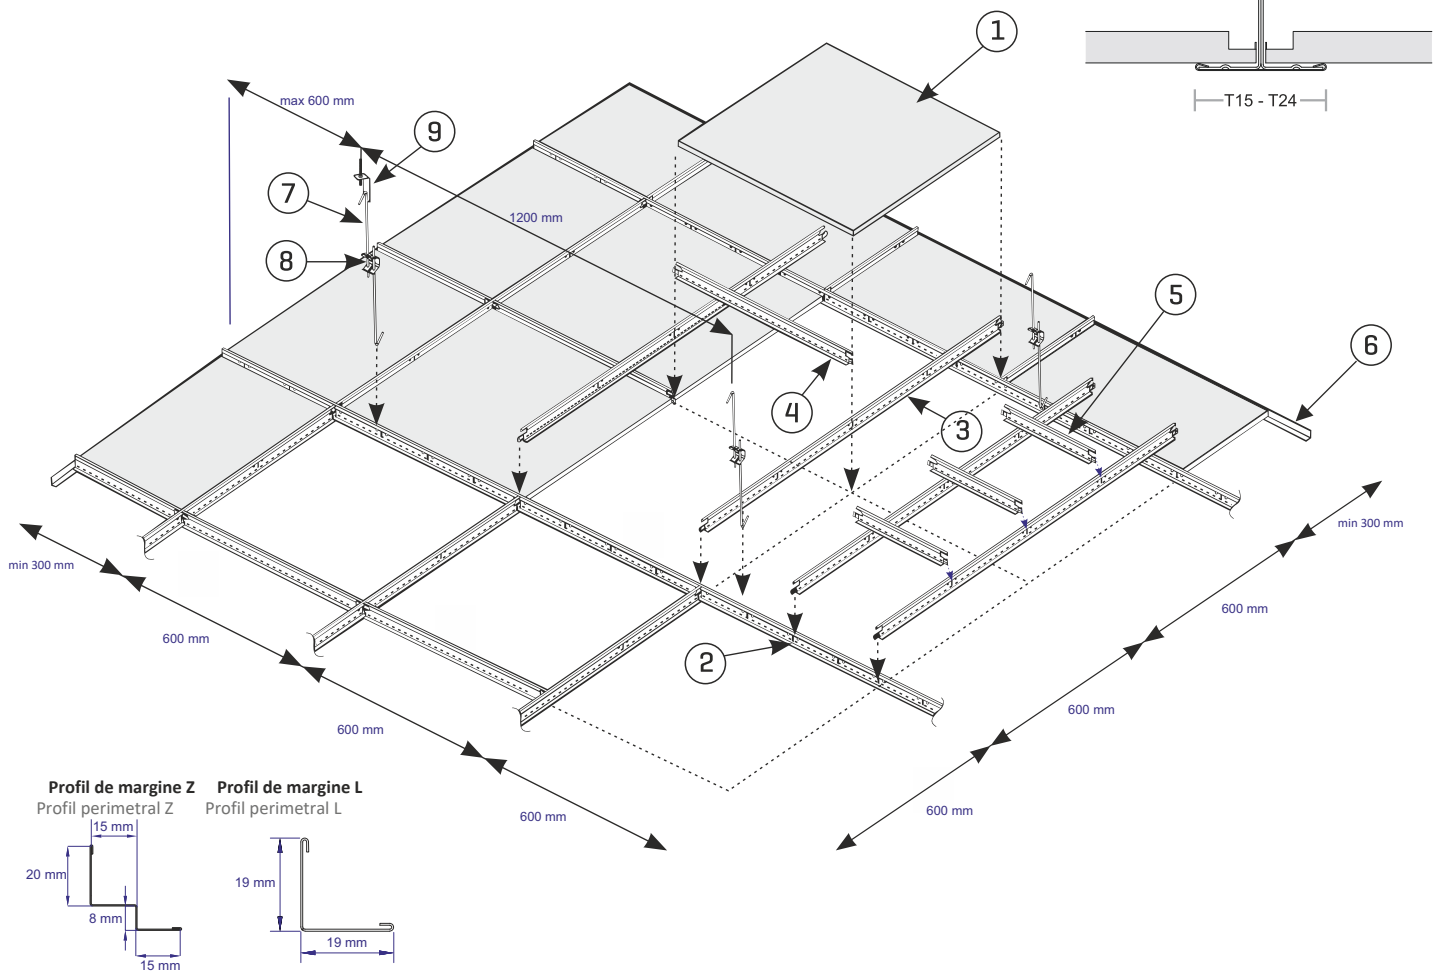 1
T15 - T24
max 600 mm
9
7
1200 mm
8
5
6
4
3
min 300 mm
min 300 mm
600 mm
600 mm
2
600 mm
600 mm
600 mm
600 mm
Profil de margine Z
Profil de margine L
Profil perimetral Z
Profil perimetral L
15 mm
20 mm
19 mm
8 mm
19 mm
15 mm